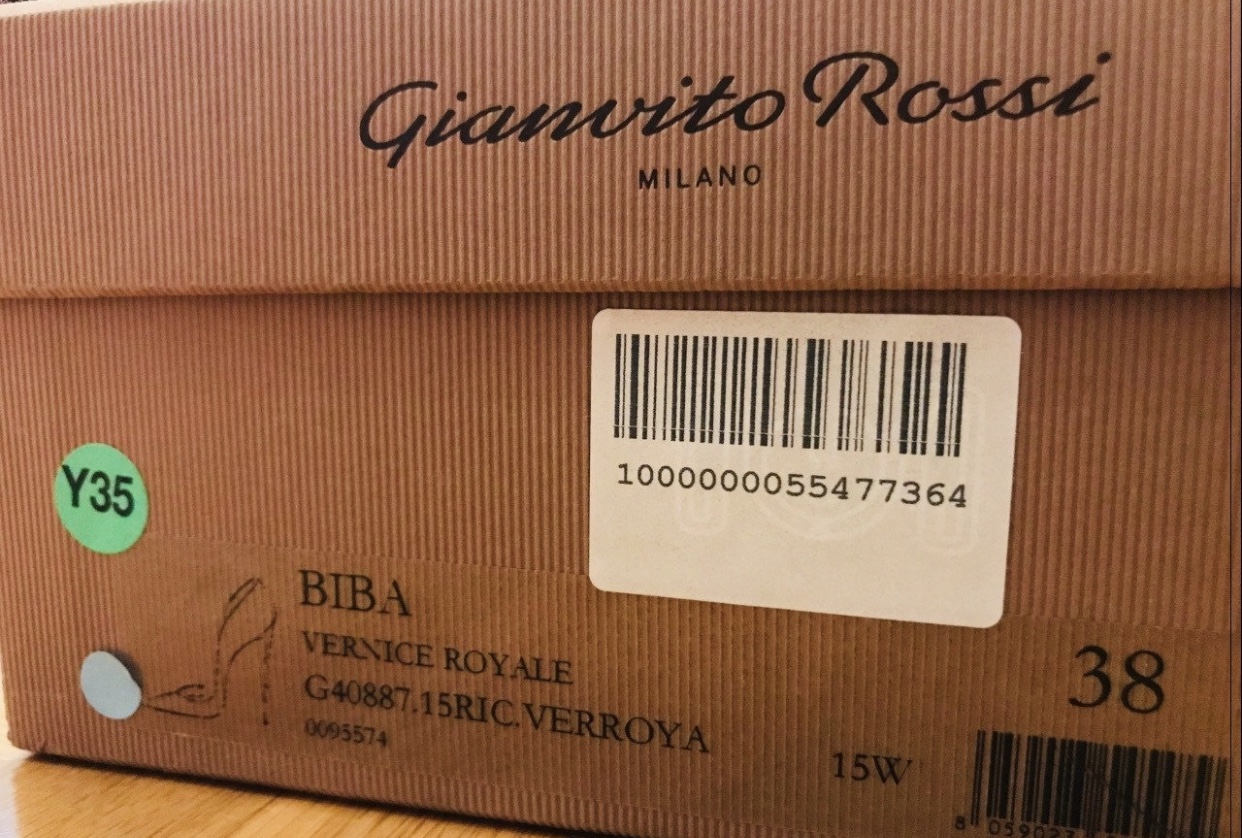 Gianvito Rossi
MILANO
1000000055477364
Y35
BIBA
VERNICE ROYALE
G40887.15RIC.VERROYA
0095574
38
15W